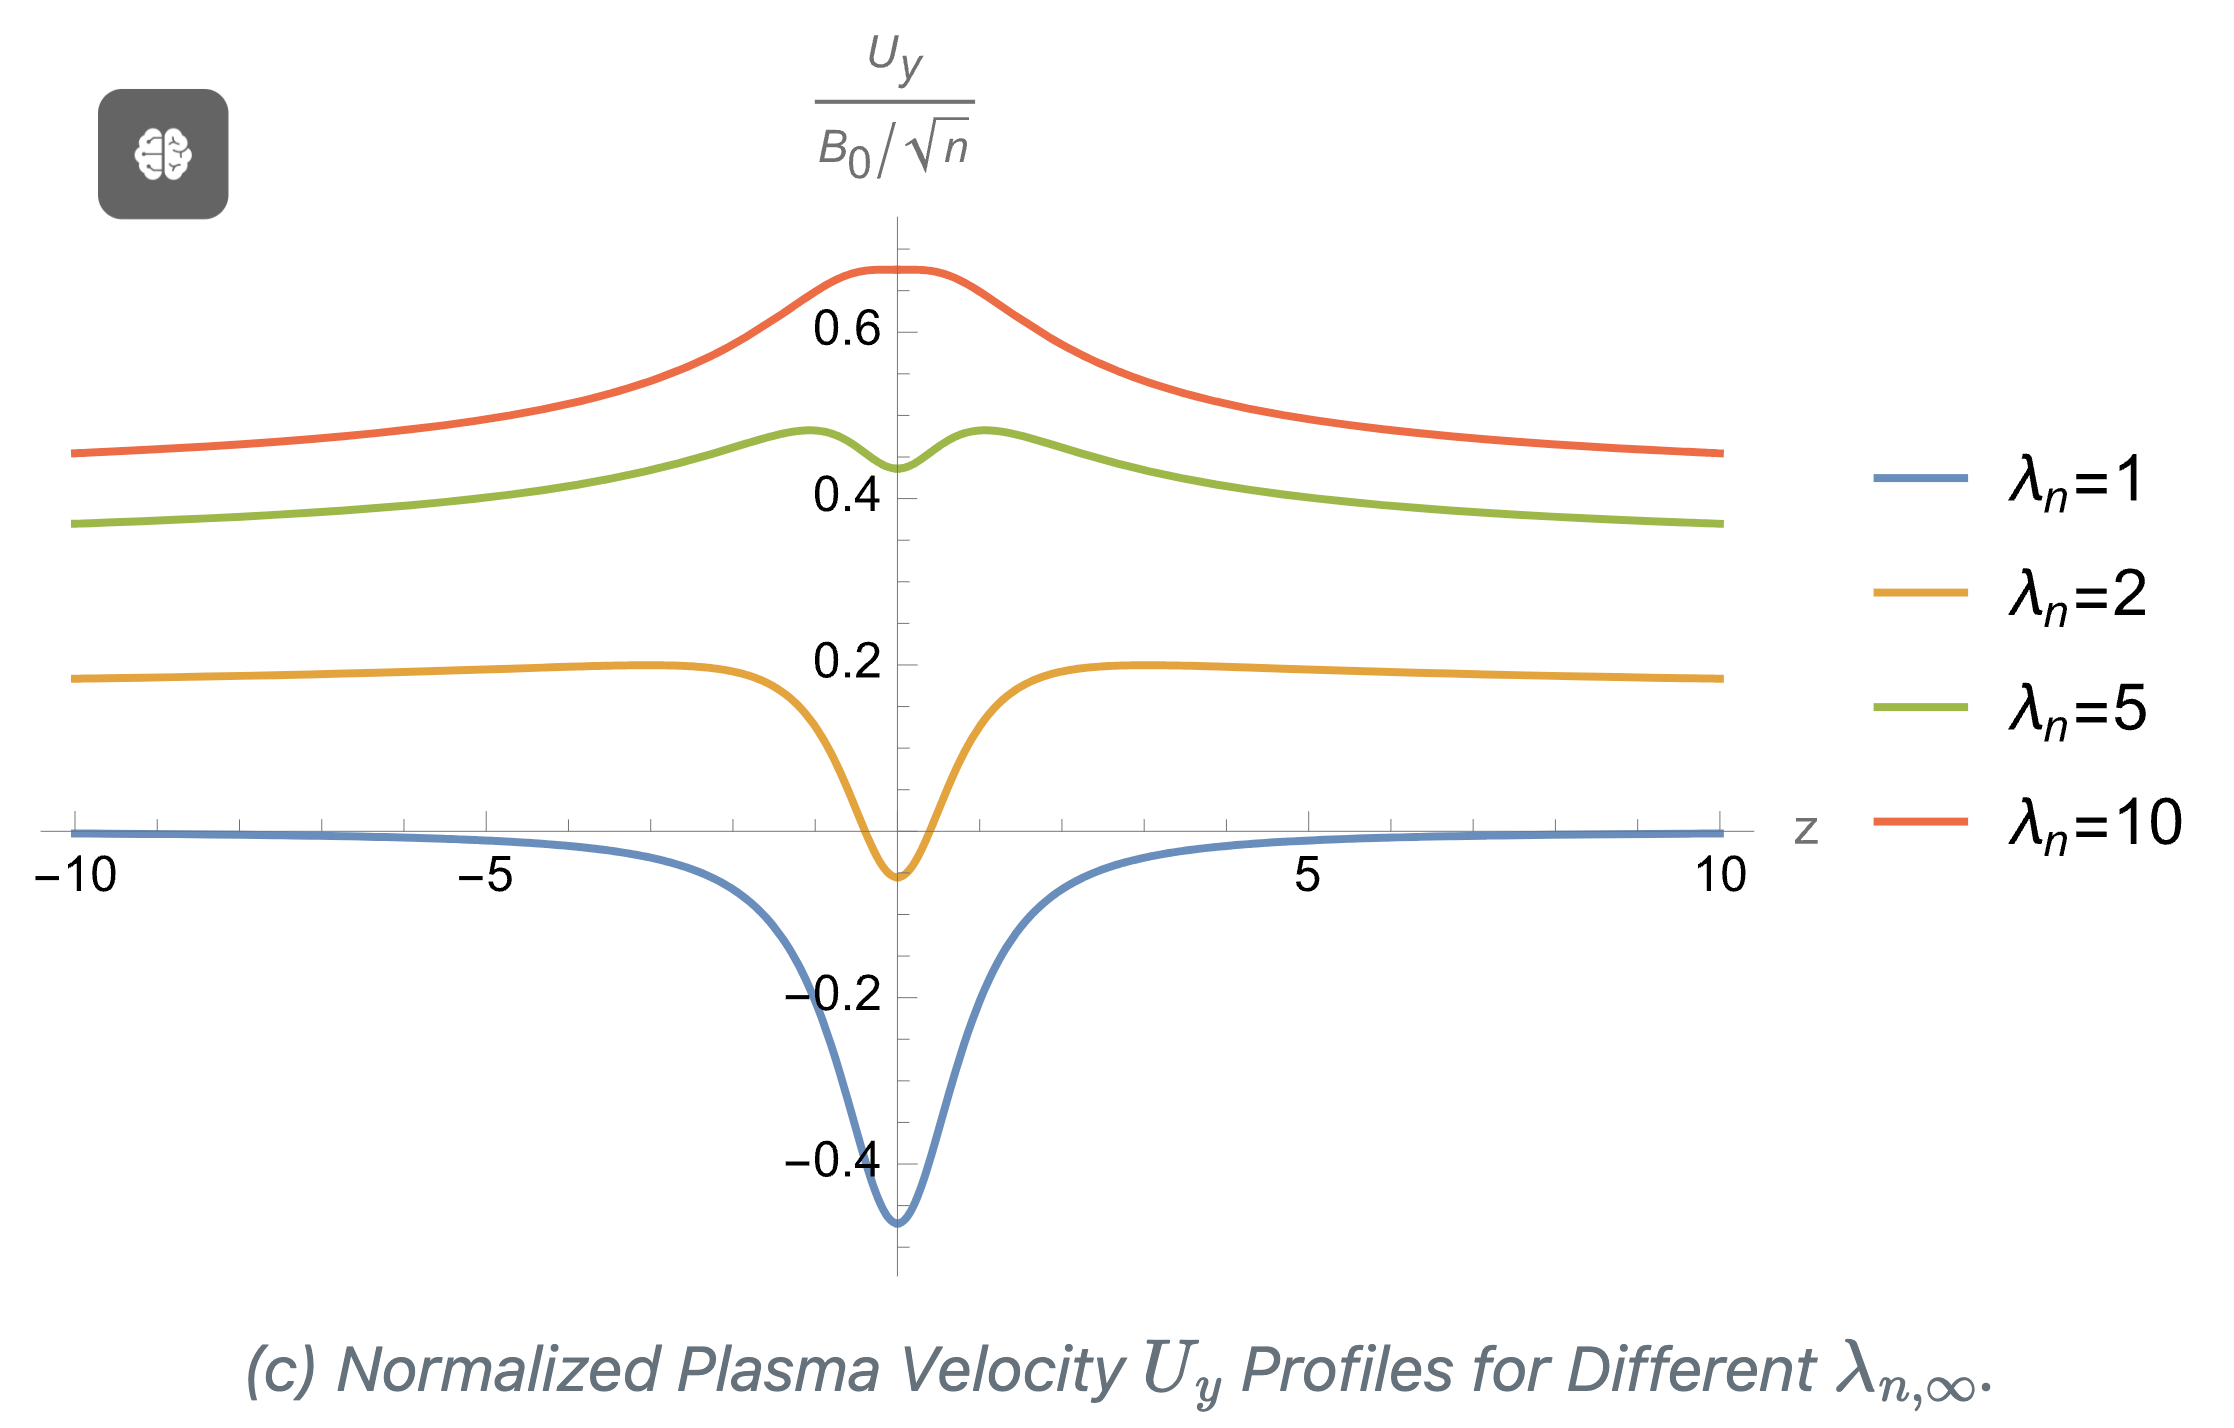 U_y
B_0/√n
0.6
0.4
0.2
z
−10
−5
5
10
−0.2
−0.4
λ_n=1
λ_n=2
λ_n=5
λ_n=10
(c) Normalized Plasma Velocity U_y Profiles for Different λ_{n,∞}.